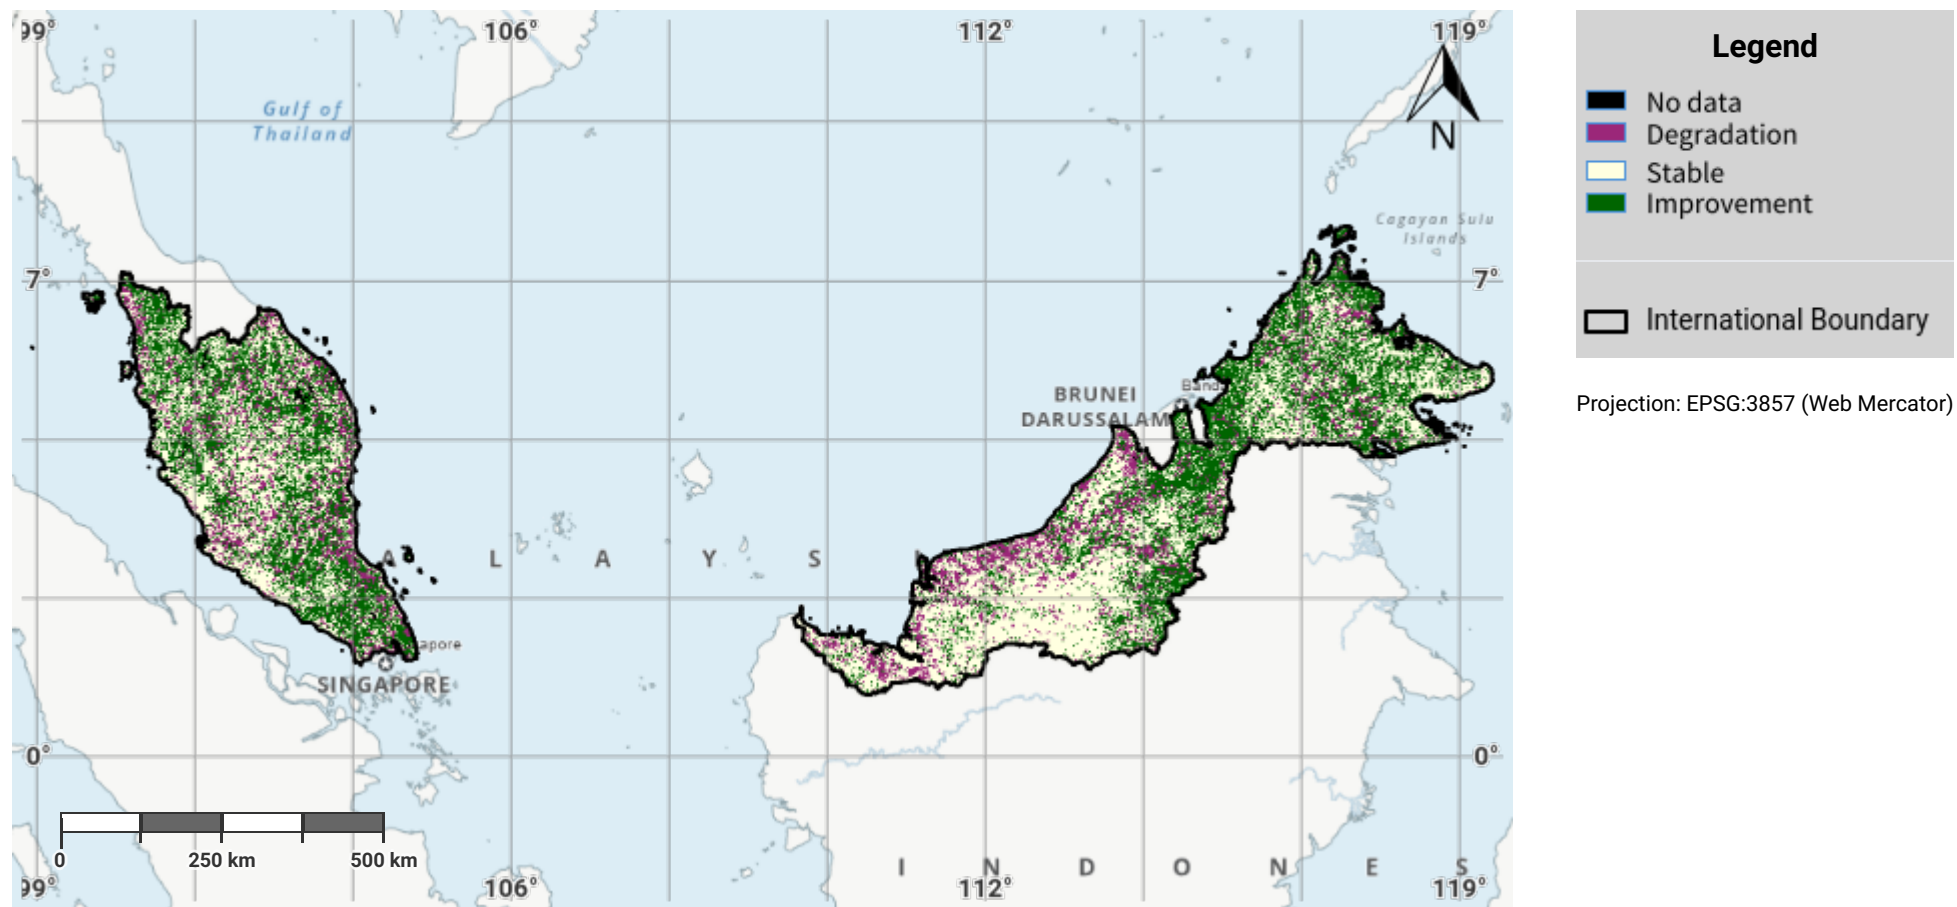 99° 106° 112° 119°
Gulf of
Thailand
N
Cagayan Sulu
Islands
7° 7°
BRUNEI Banda
DARUSSALAM
A L A Y S
apore
SINGAPORE
0° 0°
0 250 km 500 km
I N D O N E S
99° 106° 112° 119°
Legend
No data
Degradation
Stable
Improvement
International Boundary
Projection: EPSG:3857 (Web Mercator)